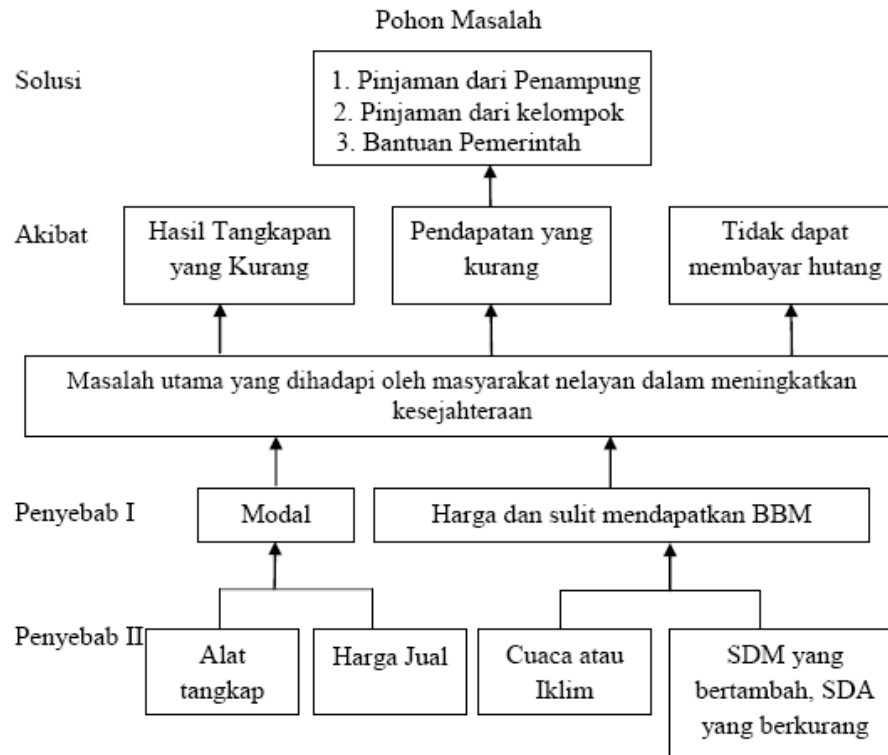 Pohon Masalah
Solusi
1. Pinjaman dari Penampung
2. Pinjaman dari kelompok
3. Bantuan Pemerintah
Akibat
Hasil Tangkapan
yang Kurang
Pendapatan yang
kurang
Tidak dapat
membayar hutang
Masalah utama yang dihadapi oleh masyarakat nelayan dalam meningkatkan
kesejahteraan
Penyebab I
Modal
Harga dan sulit mendapatkan BBM
Penyebab II
Alat
tangkap
Harga Jual
Cuaca atau
Iklim
SDM yang
bertambah, SDA
yang berkurang